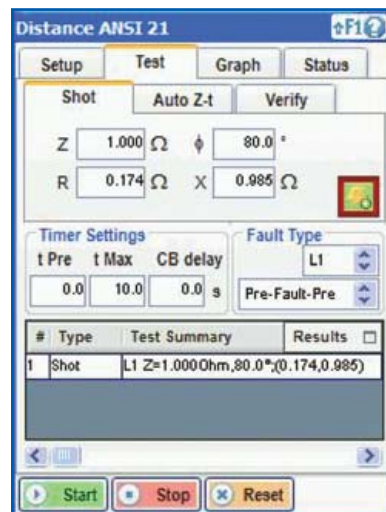 Distance ANSI 21 ⇧F1?
Setup Test Graph Status
Shot Auto Z-t Verify
Z 1.000 Ω ϕ 80.0 °
R 0.174 Ω X 0.985 Ω
Timer Settings Fault Type
t Pre t Max CB delay L1
0.0 10.0 0.0 s Pre-Fault-Pre
# Type Test Summary Results
1 Shot L1 Z=1.000Ohm,80.0°;(0.174,0.985)
Start Stop Reset